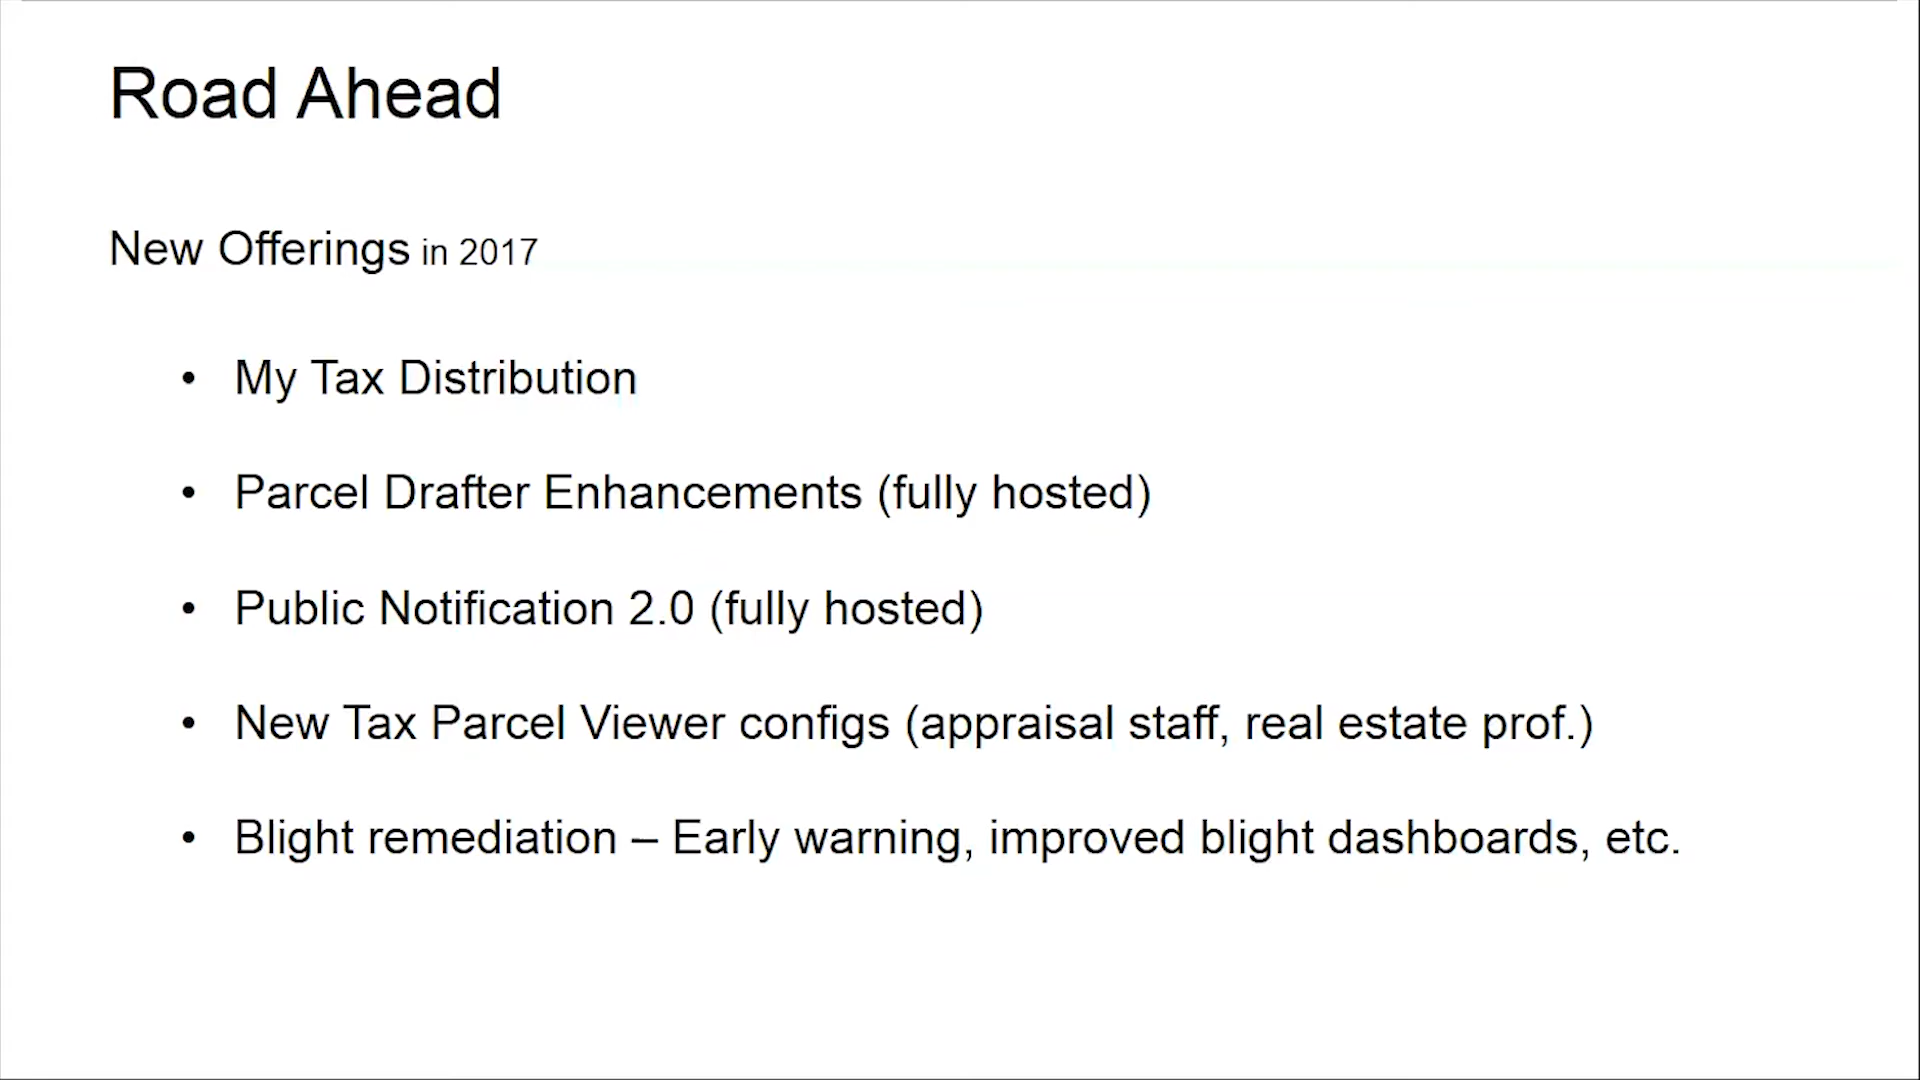 Road Ahead
New Offerings in 2017
• My Tax Distribution
• Parcel Drafter Enhancements (fully hosted)
• Public Notification 2.0 (fully hosted)
• New Tax Parcel Viewer configs (appraisal staff, real estate prof.)
• Blight remediation – Early warning, improved blight dashboards, etc.